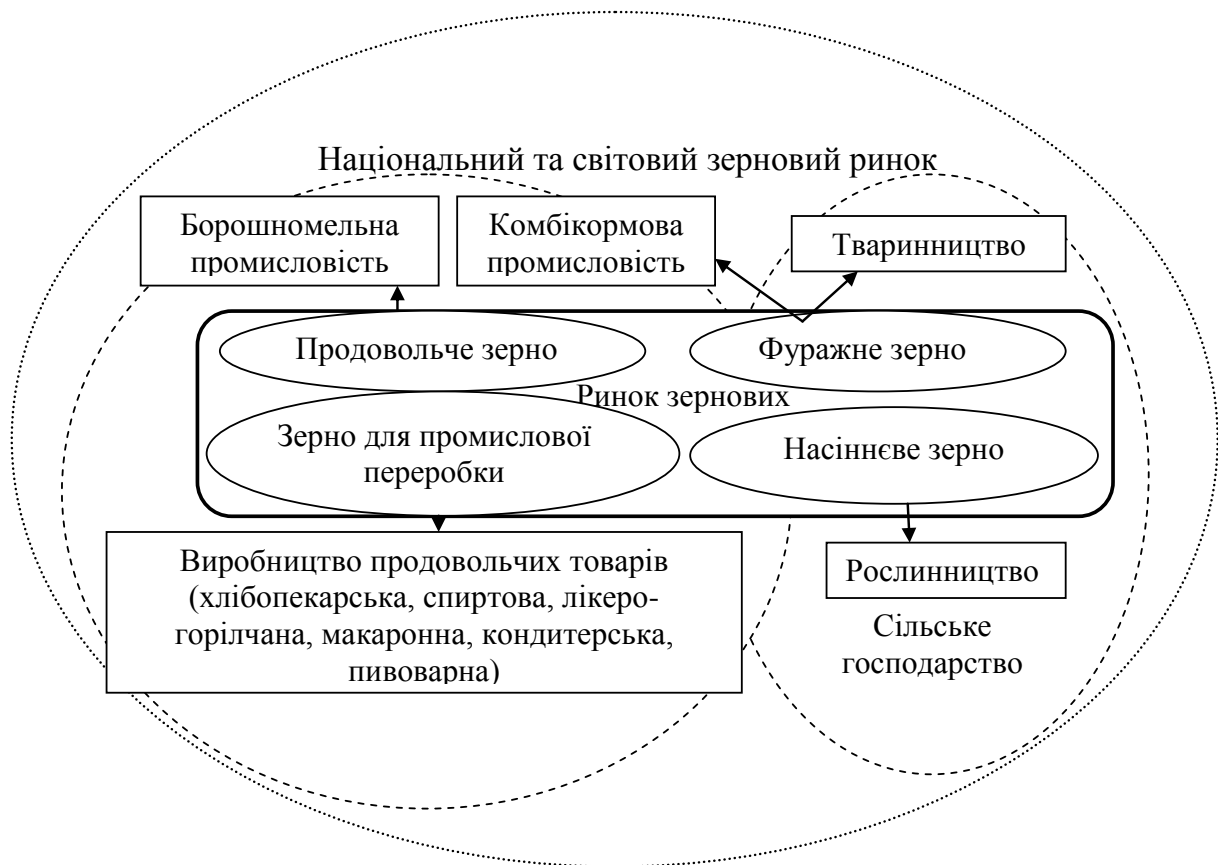 Національний та світовий зерновий ринок
Борошномельна
промисловість
Комбікормова
промисловість
Тваринництво
Продовольче зерно
Фуражне зерно
Ринок зернових
Зерно для промислової
переробки
Насіннєве зерно
Виробництво продовольчих товарів
(хлібопекарська, спиртова, лікеро-
горілчана, макаронна, кондитерська,
пивоварна)
Рослинництво
Сільське
господарство